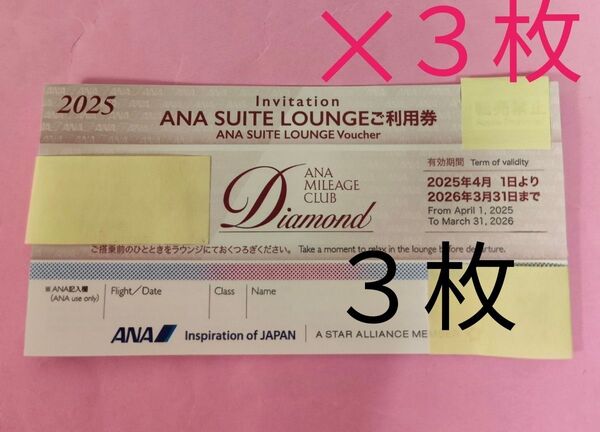 ×3枚
2025
Invitation
ANA SUITE LOUNGEご利用券
ANA SUITE LOUNGE Voucher
ANA
MILEAGE
CLUB
Diamond
有効期間 Term of validity
2025年4月 1日より
2026年3月31日まで
From April 1, 2025
To March 31, 2026
ご搭乗前のひとときをラウンジにておくつろぎください。 Take a moment to relax in the lounge before departure.
3枚
※ANA記入欄
(ANA use only)
Flight/Date
Class
Name
ANA Inspiration of JAPAN A STAR ALLIANCE